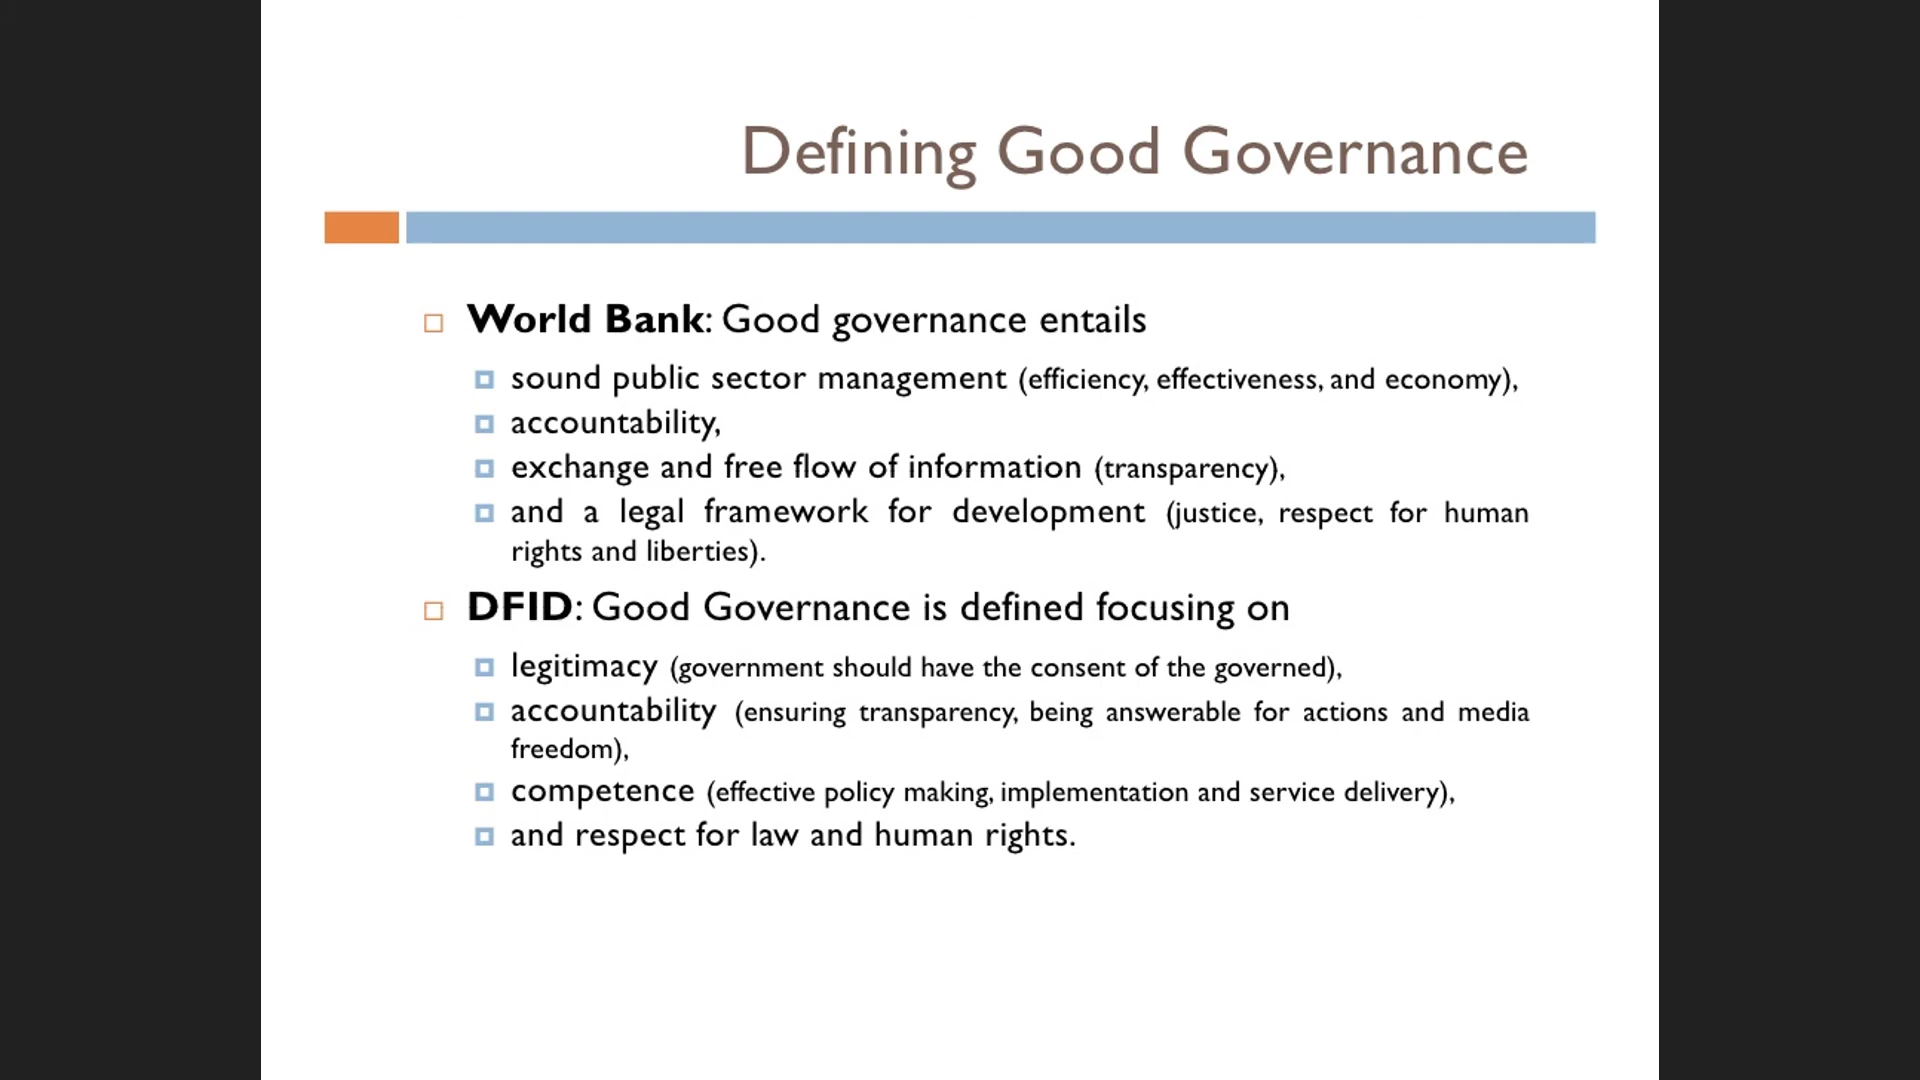 Defining Good Governance
World Bank: Good governance entails
sound public sector management (efficiency, effectiveness, and economy),
accountability,
exchange and free flow of information (transparency),
and a legal framework for development (justice, respect for human
rights and liberties).
DFID: Good Governance is defined focusing on
legitimacy (government should have the consent of the governed),
accountability (ensuring transparency, being answerable for actions and media
freedom),
competence (effective policy making, implementation and service delivery),
and respect for law and human rights.